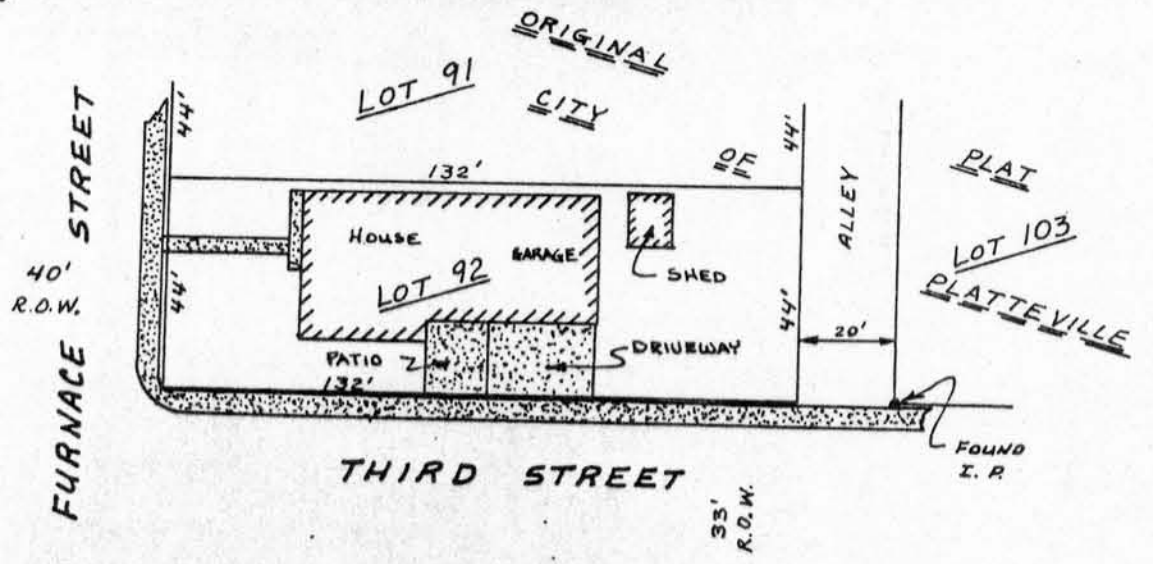 ORIGINAL
CITY
OF
PLAT
PLATTEVILLE
LOT 91
44'
44'
132'
ALLEY
LOT 103
FURNACE STREET
40'
R.O.W.
44'
HOUSE
GARAGE
SHED
LOT 92
44'
20'
PATIO
DRIVEWAY
132'
FOUND
I. P.
THIRD STREET
33'
R.O.W.